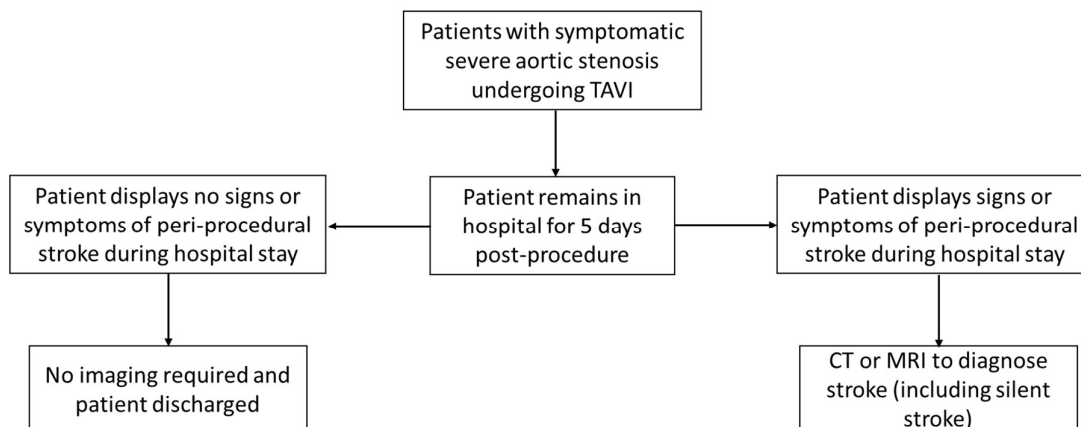 Patients with symptomatic
severe aortic stenosis
undergoing TAVI
Patient displays no signs or
symptoms of peri-procedural
stroke during hospital stay
Patient remains in
hospital for 5 days
post-procedure
Patient displays signs or
symptoms of peri-procedural
stroke during hospital stay
No imaging required and
patient discharged
CT or MRI to diagnose
stroke (including silent
stroke)